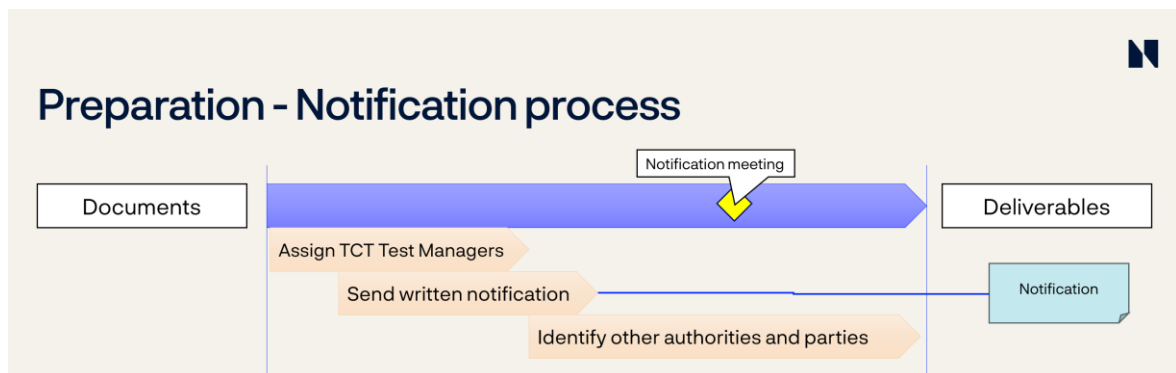 Preparation - Notification process
Notification meeting
Documents
Deliverables
Assign TCT Test Managers
Send written notification
Notification
Identify other authorities and parties